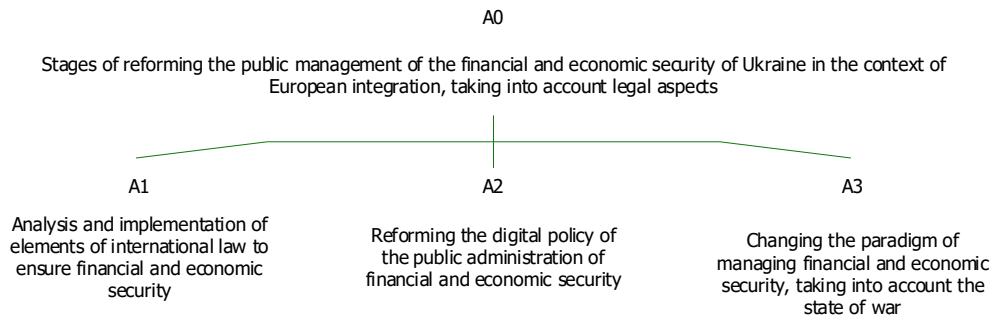 A0
Stages of reforming the public management of the financial and economic security of Ukraine in the context of
European integration, taking into account legal aspects
A1
Analysis and implementation of
elements of international law to
ensure financial and economic
security
A2
Reforming the digital policy of
the public administration of
financial and economic security
A3
Changing the paradigm of
managing financial and economic
security, taking into account the
state of war